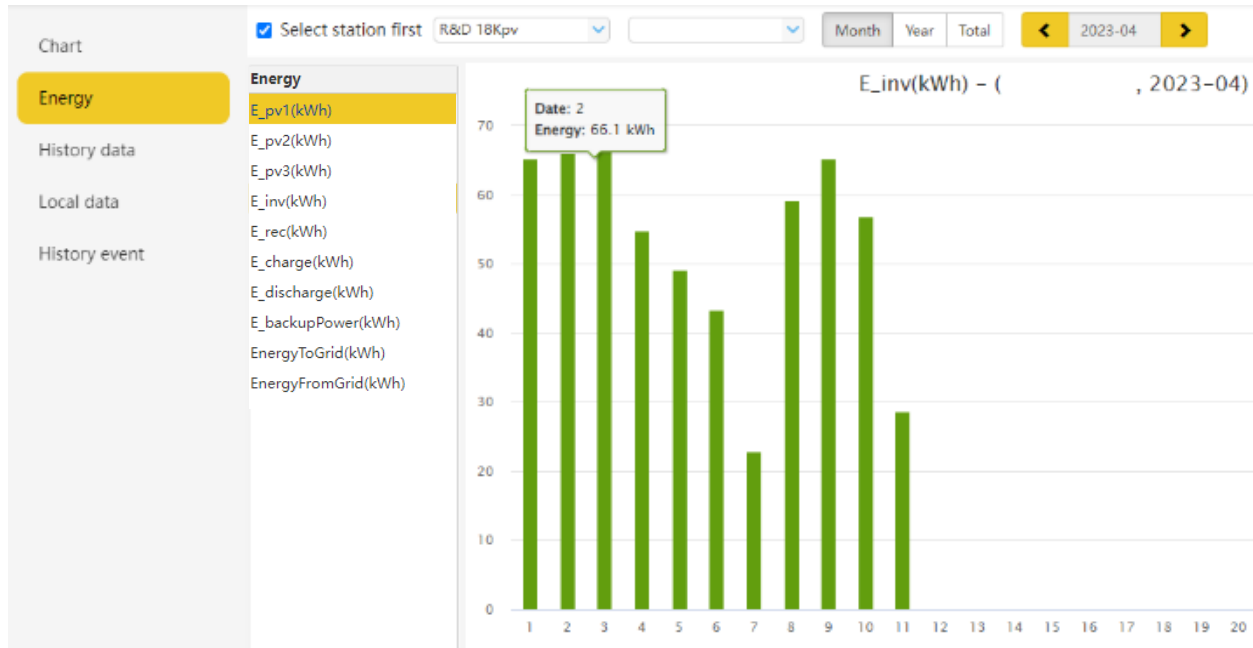 Select station first R&D 18Kpv Month Year Total 2023-04
Chart
Energy
History data
Local data
History event
Energy
E_pv1(kWh)
E_pv2(kWh)
E_pv3(kWh)
E_inv(kWh)
E_rec(kWh)
E_charge(kWh)
E_discharge(kWh)
E_backupPower(kWh)
EnergyToGrid(kWh)
EnergyFromGrid(kWh)
E_inv(kWh) - ( , 2023-04)
Date: 2
Energy: 66.1 kWh
70
60
50
40
30
20
10
0
1 2 3 4 5 6 7 8 9 10 11 12 13 14 15 16 17 18 19 20